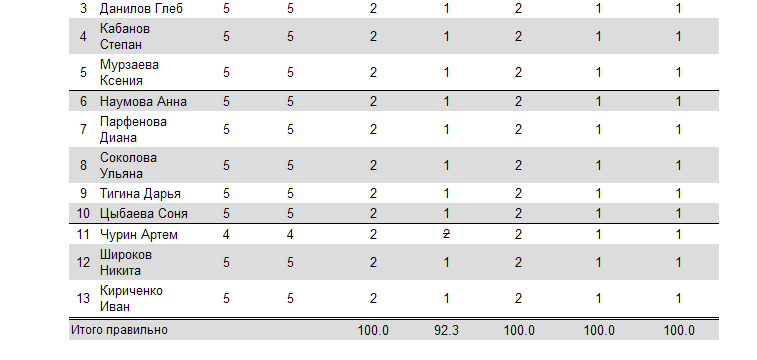 3 Данилов Глеб 5 5 2 1 2 1 1
4 Кабанов Степан 5 5 2 1 2 1 1
5 Мурзаева Ксения 5 5 2 1 2 1 1
6 Наумова Анна 5 5 2 1 2 1 1
7 Парфенова Диана 5 5 2 1 2 1 1
8 Соколова Ульяна 5 5 2 1 2 1 1
9 Тигина Дарья 5 5 2 1 2 1 1
10 Цыбаева Соня 5 5 2 1 2 1 1
11 Чурин Артем 4 4 2 2 2 1 1
12 Широков Никита 5 5 2 1 2 1 1
13 Кириченко Иван 5 5 2 1 2 1 1
Итого правильно 100.0 92.3 100.0 100.0 100.0